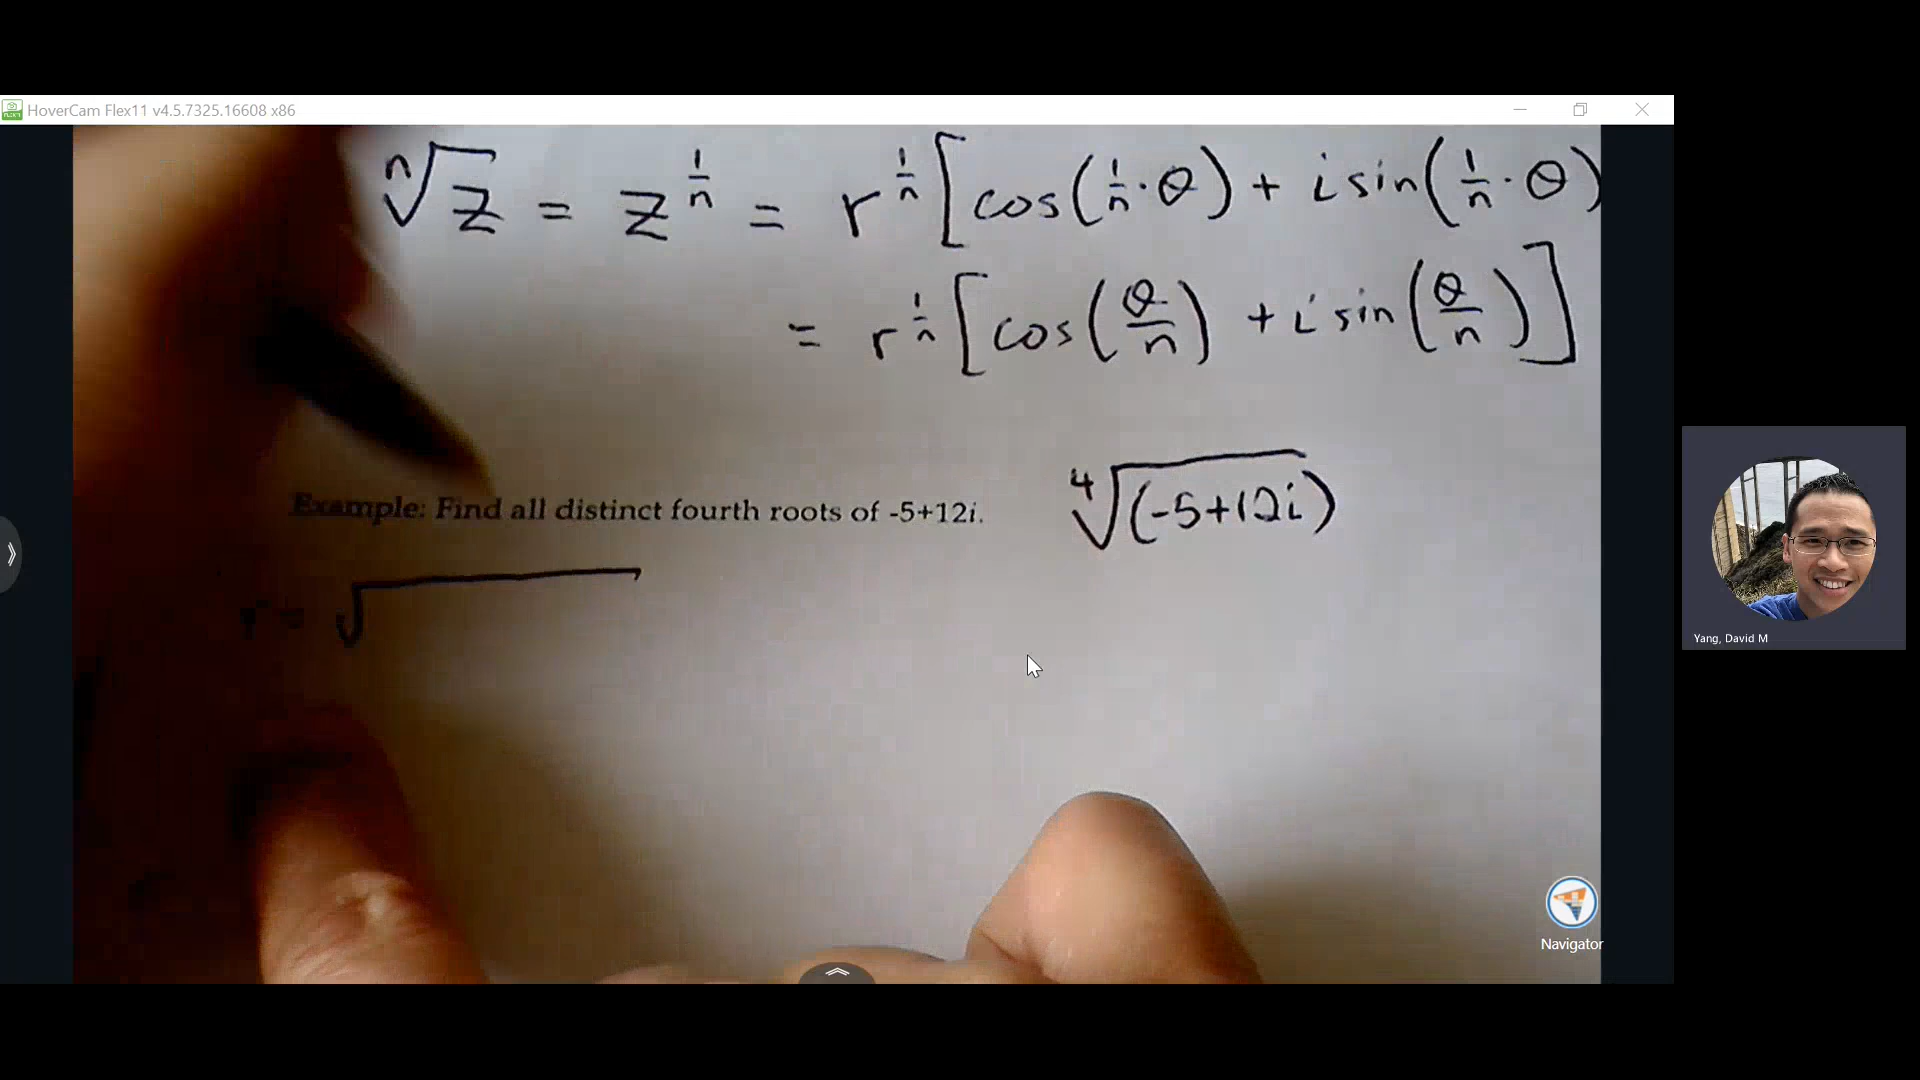 HoverCam Flex11 v4.5.7325.16608 x86
ⁿ√z = z^(1/n) = r^(1/n) [cos(1/n · θ) + i sin(1/n · θ)
= r^(1/n) [cos(θ/n) + i sin(θ/n)]
Example: Find all distinct fourth roots of -5+12i. ⁴√(-5+12i)
r = √
Yang, David M
Navigator